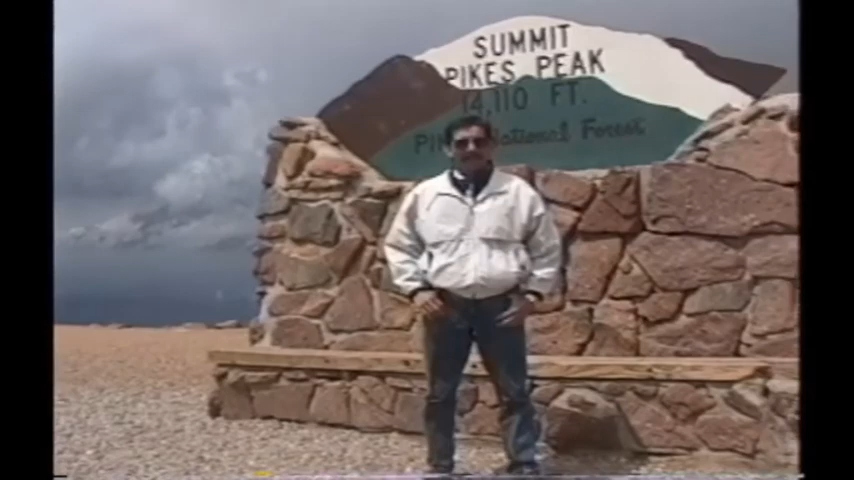 SUMMIT
PIKES PEAK
14,110 FT.
National Forest